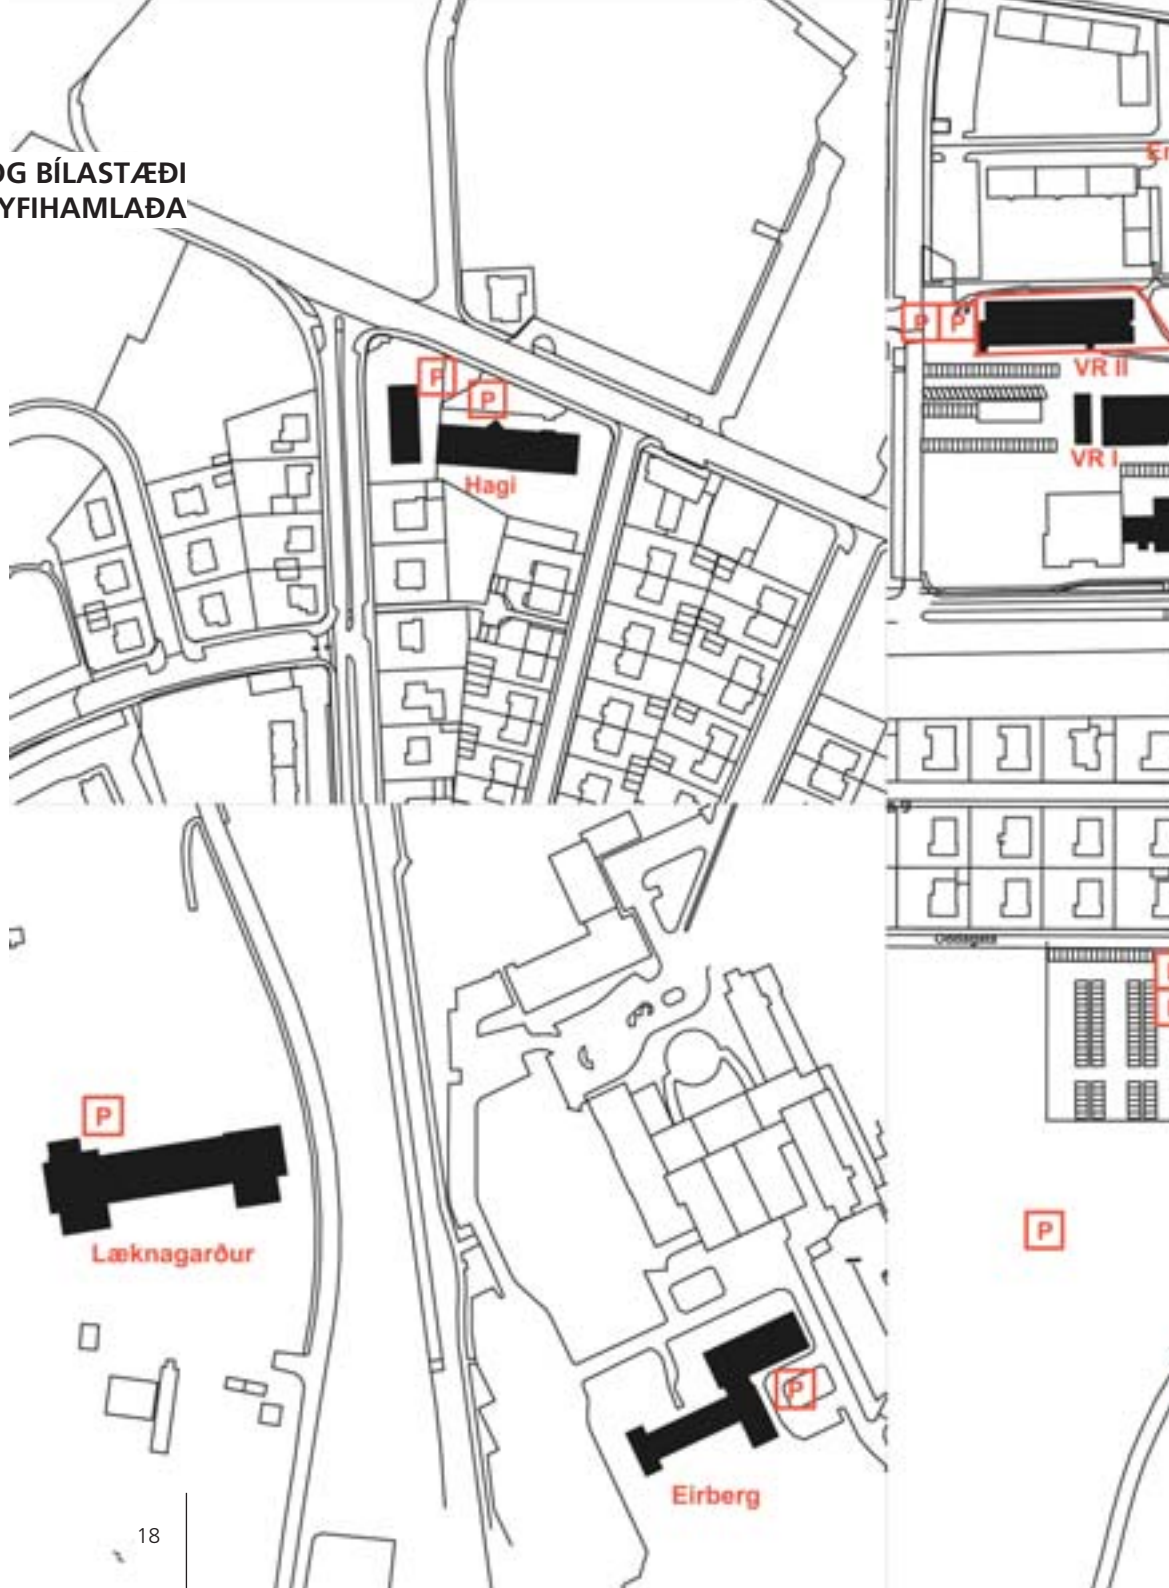 OG BÍLASTÆÐI
YFIHAMLAÐA
P
P
Hagi
P P
VR II
VR I
P
Læknagarður
P
P
Eirberg
18